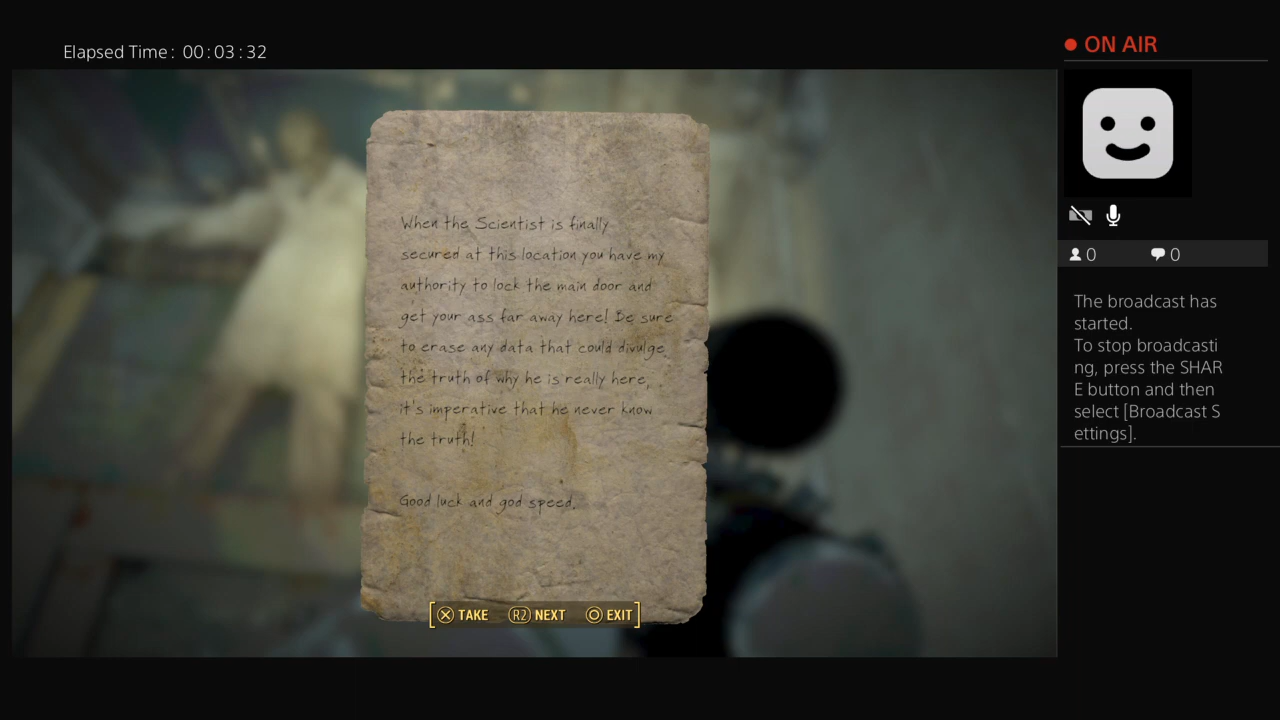 Elapsed Time: 00:03:32
ON AIR
When the Scientist is finally
secured at this location you have my
authority to lock the main door and
get your ass far away here! Be sure
to erase any data that could divulge
the truth of why he is really here,
it's imperative that he never know
the truth!
Good luck and god speed.
TAKE R2 NEXT EXIT
0 0
The broadcast has
started.
To stop broadcasti
ng, press the SHAR
E button and then
select [Broadcast S
ettings].